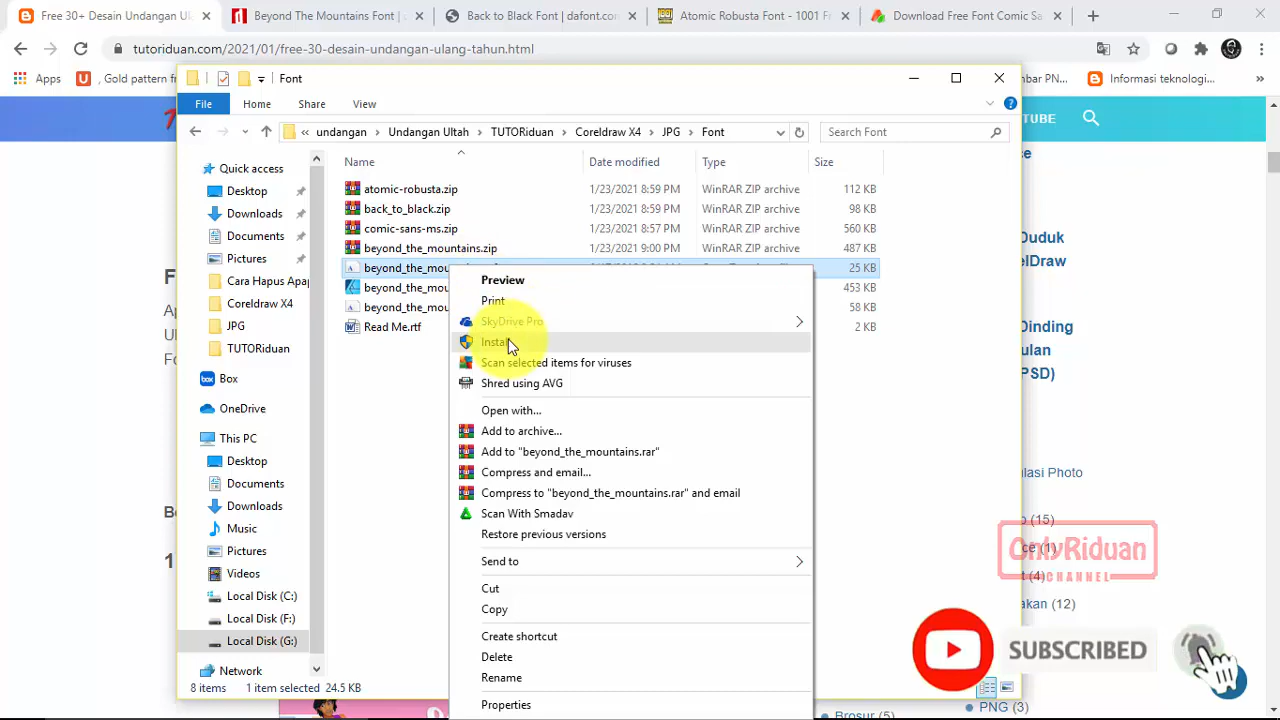 Free 30+ Desain Undangan Ul
Beyond The Mountains Font |
Back to Black Font | dafont.com
Atomic Robusta Font - 1001 F
Download Free Font Comic Sa
tutoriduan.com/2021/01/free-30-desain-undangan-ulang-tahun.html
Apps
, Gold pattern f
bar PN...
Informasi teknologi...
»
Font
File
Home
Share
View
« undangan > Undangan Ultah > TUTORiduan > Coreldraw X4 > JPG > Font
Search Font
Name
Date modified
Type
Size
Quick access
Desktop
Downloads
Documents
Pictures
Cara Hapus Apa
Coreldraw X4
JPG
TUTORiduan
Box
OneDrive
This PC
Desktop
Documents
Downloads
Music
Pictures
Videos
Local Disk (C:)
Local Disk (F:)
Local Disk (G:)
Network
atomic-robusta.zip 1/23/2021 8:59 PM WinRAR ZIP archive 112 KB
back_to_black.zip 1/23/2021 8:59 PM WinRAR ZIP archive 98 KB
comic-sans-ms.zip 1/23/2021 8:57 PM WinRAR ZIP archive 560 KB
beyond_the_mountains.zip 1/23/2021 9:00 PM WinRAR ZIP archive 487 KB
beyond_the_mou 25 KB
beyond_the_mou 453 KB
beyond_the_mou 58 KB
Read Me.rtf 2 KB
Preview
Print
SkyDrive Pro
Install
Scan selected items for viruses
Shred using AVG
Open with...
Add to archive...
Add to "beyond_the_mountains.rar"
Compress and email...
Compress to "beyond_the_mountains.rar" and email
Scan With Smadav
Restore previous versions
Send to
Cut
Copy
Create shortcut
Delete
Rename
Properties
8 items
1 item selected 24.5 KB
TUBE
se
Duduk
elDraw
Dinding
ulan
PSD)
lasi Photo
(15)
(1)
(4)
akan (12)
Brosur (5)
PNG (3)
F
Ap
Ul
Fo
B
1
OnlyRiduan
CHANNEL
SUBSCRIBED